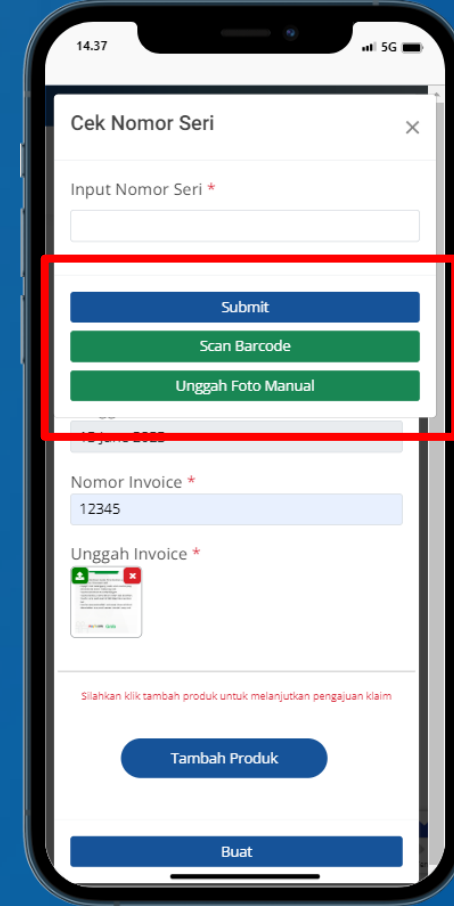 14.37
5G
Cek Nomor Seri
Input Nomor Seri *
Submit
Scan Barcode
Unggah Foto Manual
Nomor Invoice *
12345
Unggah Invoice *
Silahkan klik tambah produk untuk melanjutkan pengajuan klaim
Tambah Produk
Buat